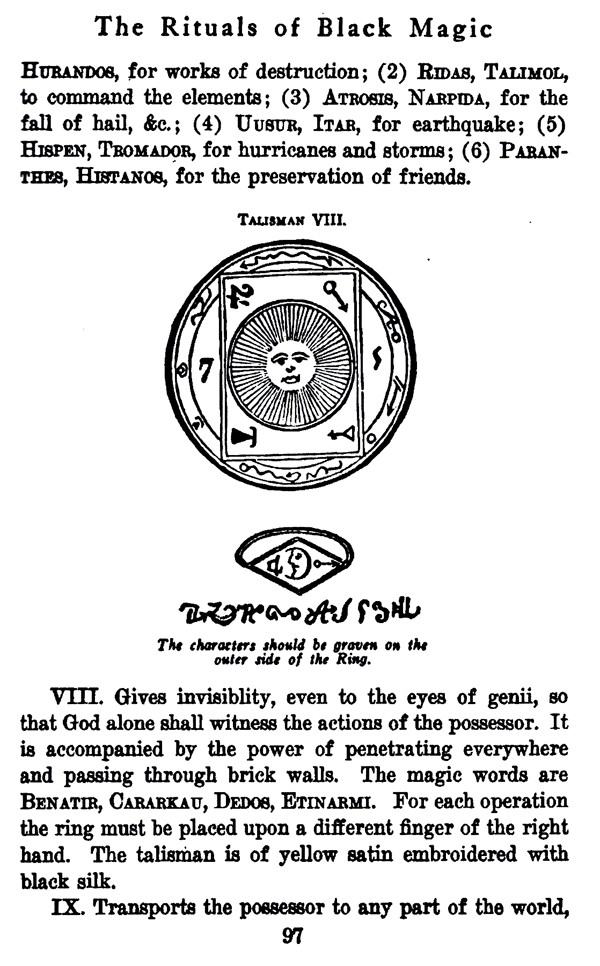 The Rituals of Black Magic
HURANDOS, for works of destruction; (2) RIDAS, TALIMOL,
to command the elements; (3) ATROSIS, NARPIDA, for the
fall of hail, &c.; (4) UUSUR, ITAR, for earthquake; (5)
HISPEN, TROMADOR, for hurricanes and storms; (6) PARAN-
THES, HISTANOS, for the preservation of friends.
TALISMAN VIII.
7
The characters should be graven on the
outer side of the Ring.
VIII. Gives invisiblity, even to the eyes of genii, so
that God alone shall witness the actions of the possessor. It
is accompanied by the power of penetrating everywhere
and passing through brick walls. The magic words are
BENATIR, CARARKAU, DEDOS, ETINARMI. For each operation
the ring must be placed upon a different finger of the right
hand. The talisman is of yellow satin embroidered with
black silk.
IX. Transports the possessor to any part of the world,
97